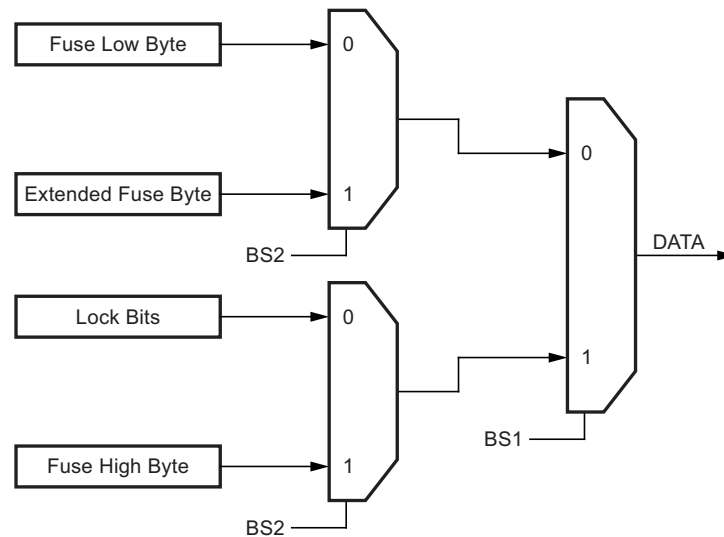 Fuse Low Byte
0
Extended Fuse Byte
1
BS2
0
DATA
Lock Bits
0
1
Fuse High Byte
1
BS1
BS2